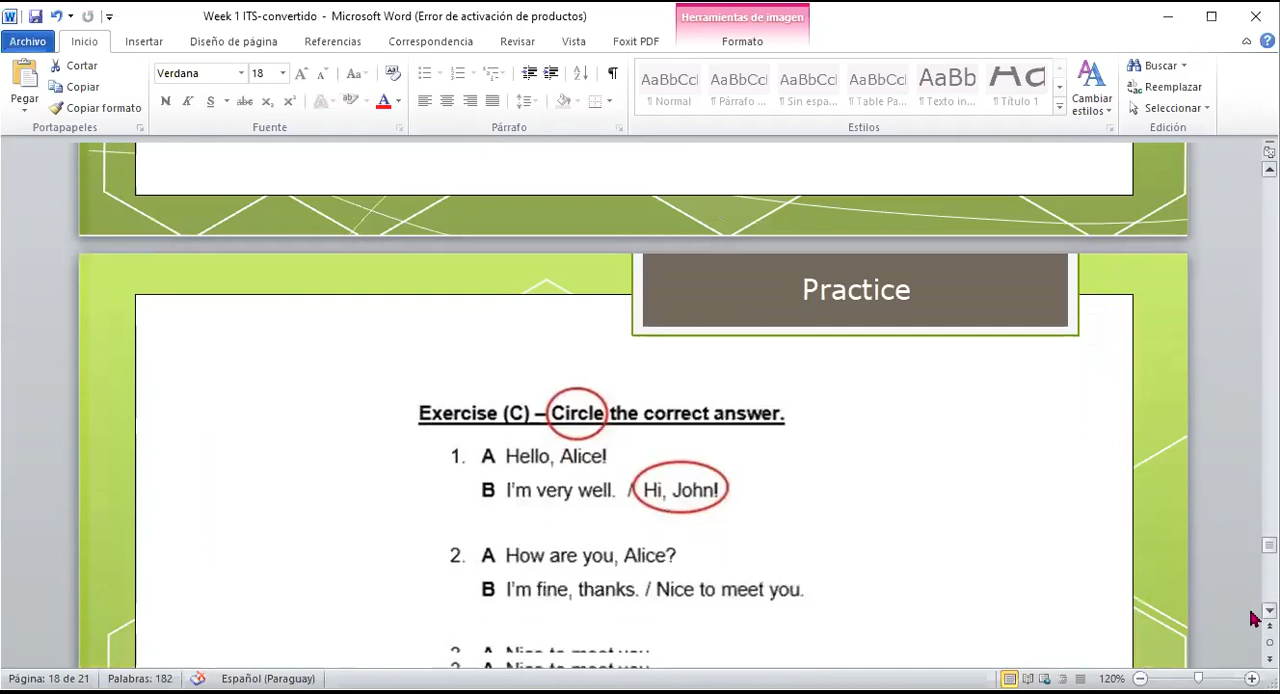 Week 1 ITS-convertido - Microsoft Word (Error de activación de productos)
Herramientas de imagen
Archivo Inicio Insertar Diseño de página Referencias Correspondencia Revisar Vista Foxit PDF Formato
Pegar
Cortar
Copiar
Copiar formato
Portapapeles
Verdana 18
N K S abc x₂ x²
Fuente
Párrafo
AaBbCcI AaBbCcI AaBbCcI AaBbCcI AaBb
¶ Normal ¶ Párrafo ... ¶ Sin espa... ¶ Table Pa... ¶ Texto in... ¶ Título 1
Cambiar estilos
Estilos
Buscar
Reemplazar
Seleccionar
Edición
Practice
Exercise (C) – Circle the correct answer.
1. A Hello, Alice!
B I'm very well. / Hi, John!
2. A How are you, Alice?
B I'm fine, thanks. / Nice to meet you.
Página: 18 de 21 Palabras: 182 Español (Paraguay) 120%